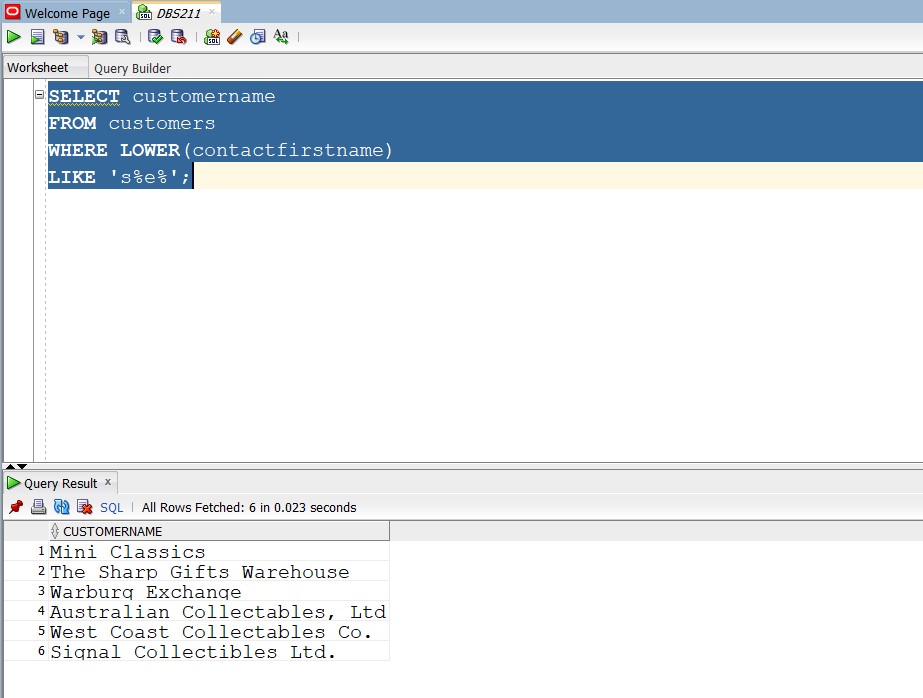 Welcome Page
DBS211
Worksheet
Query Builder
SELECT customername
FROM customers
WHERE LOWER(contactfirstname)
LIKE 's%e%';
Query Result
SQL
All Rows Fetched: 6 in 0.023 seconds
CUSTOMERNAME
1 Mini Classics
2 The Sharp Gifts Warehouse
3 Warburg Exchange
4 Australian Collectables, Ltd
5 West Coast Collectables Co.
6 Signal Collectibles Ltd.